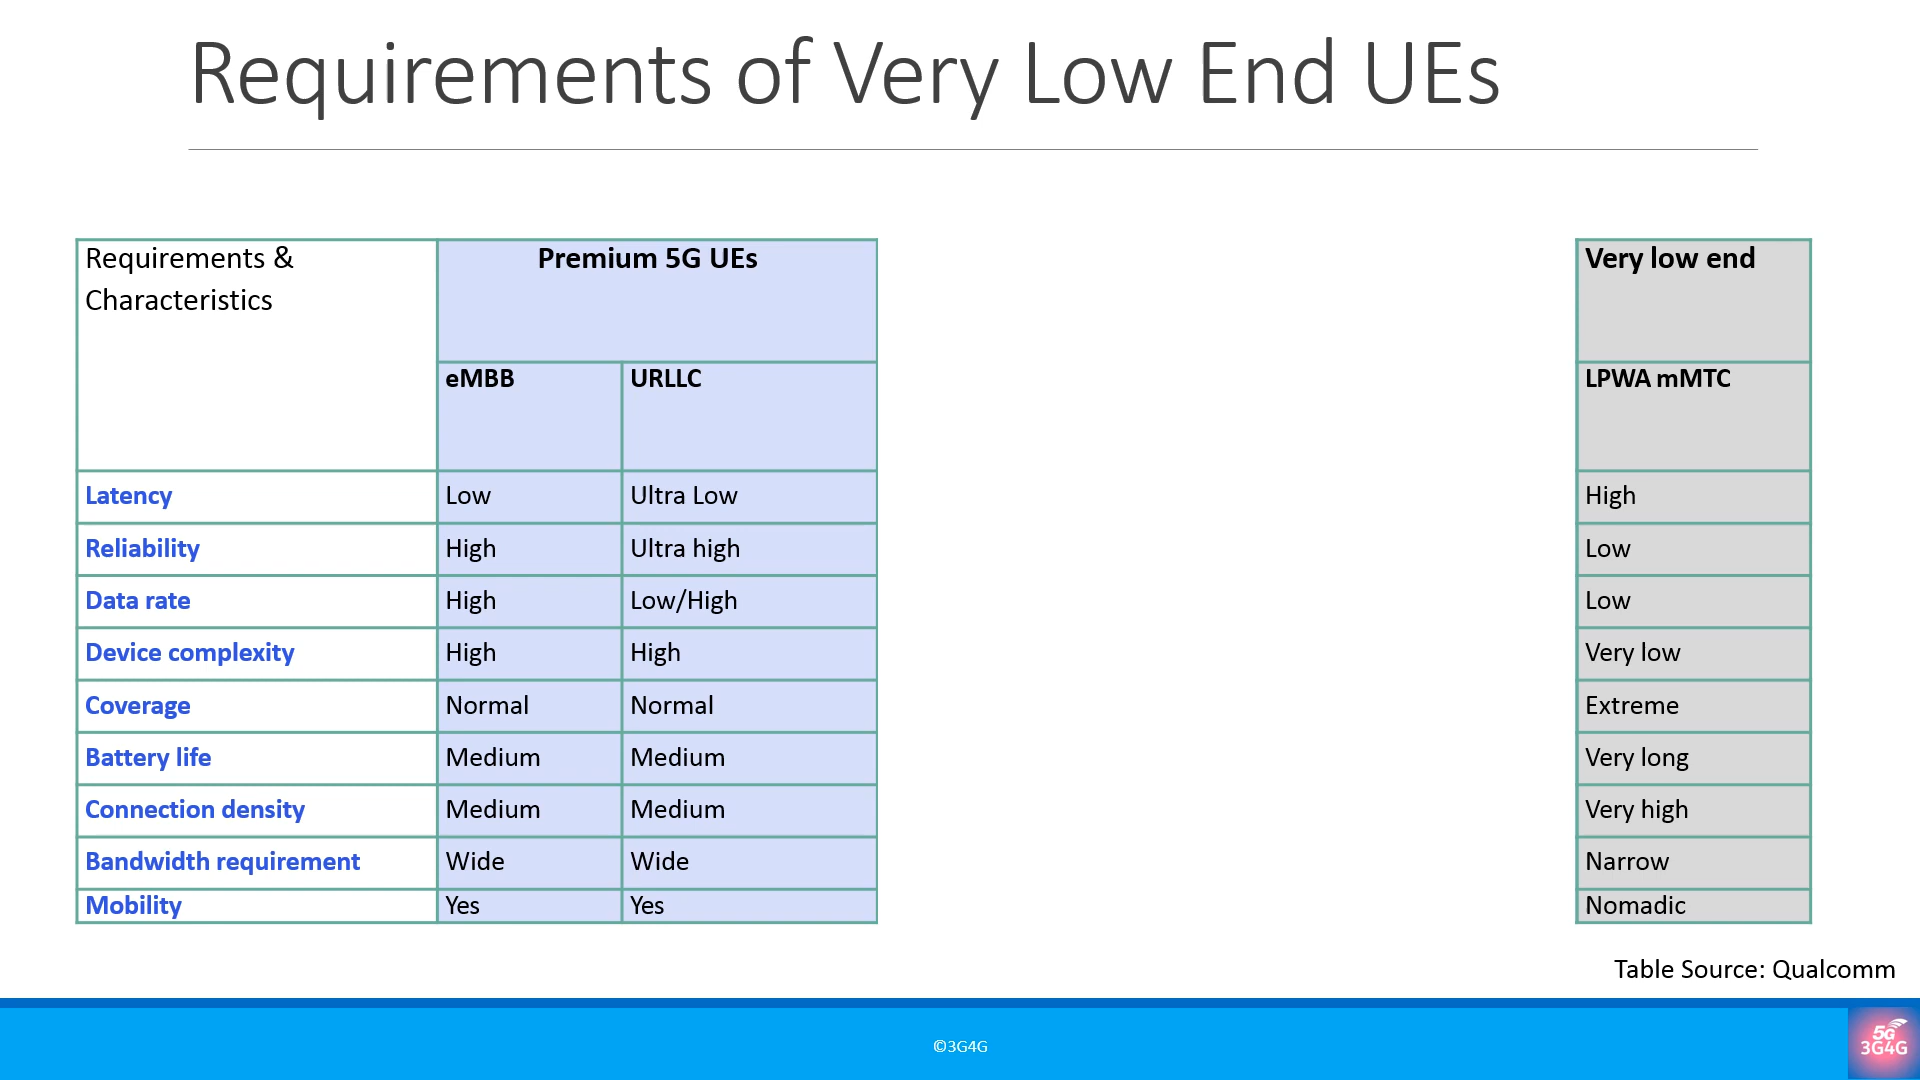 Requirements of Very Low End UEs
Requirements &
Characteristics
Premium 5G UEs
Very low end
eMBB
URLLC
LPWA mMTC
Latency
Low
Ultra Low
High
Reliability
High
Ultra high
Low
Data rate
High
Low/High
Low
Device complexity
High
High
Very low
Coverage
Normal
Normal
Extreme
Battery life
Medium
Medium
Very long
Connection density
Medium
Medium
Very high
Bandwidth requirement
Wide
Wide
Narrow
Mobility
Yes
Yes
Nomadic
Table Source: Qualcomm
©3G4G
5G
3G4G